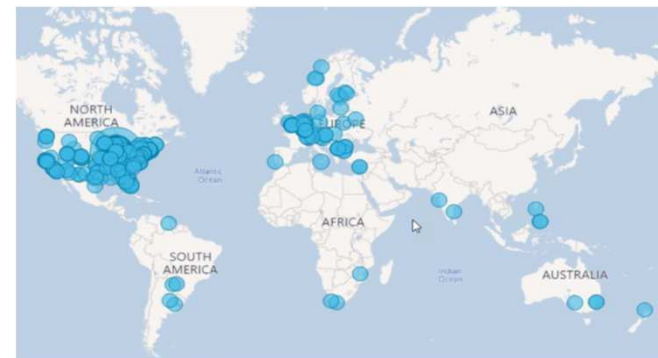 NORTH
AMERICA
EUROPE
ASIA
Atlantic
Ocean
AFRICA
SOUTH
AMERICA
Indian
Ocean
AUSTRALIA